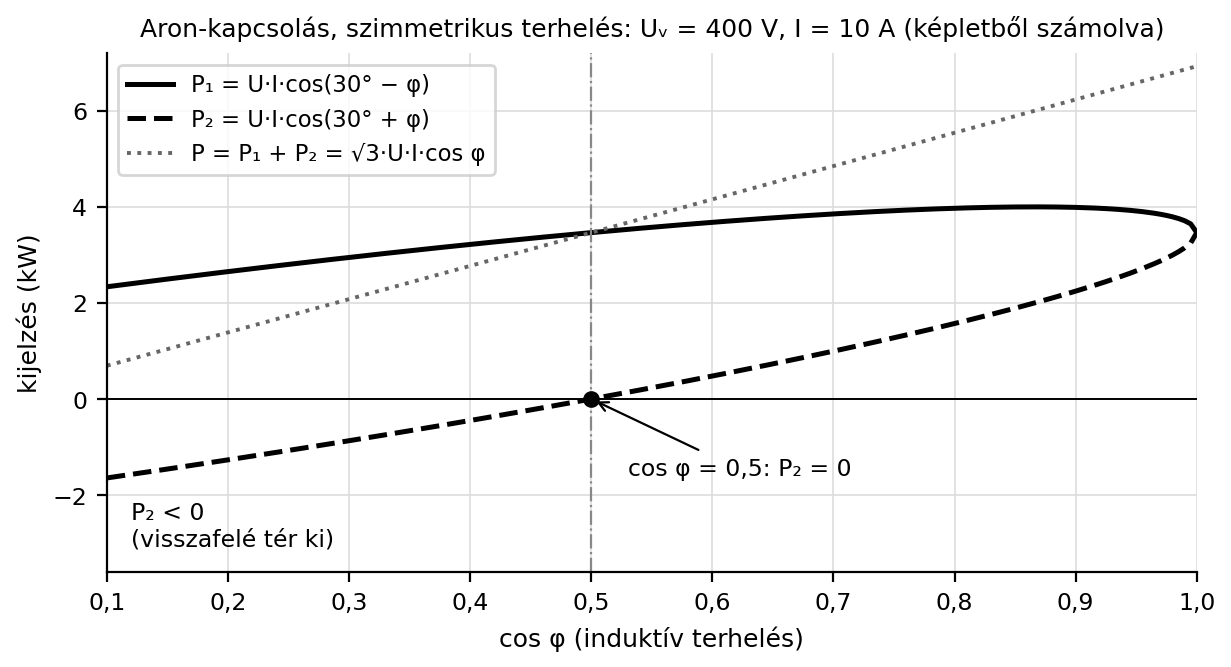 Aron-kapcsolás, szimmetrikus terhelés: Uᵥ = 400 V, I = 10 A (képletből számolva)
P₁ = U·I·cos(30° − φ)
P₂ = U·I·cos(30° + φ)
P = P₁ + P₂ = √3·U·I·cos φ
kijelzés (kW)
6
4
2
0
−2
cos φ = 0,5: P₂ = 0
P₂ < 0
(visszafelé tér ki)
0,1 0,2 0,3 0,4 0,5 0,6 0,7 0,8 0,9 1,0
cos φ (induktív terhelés)